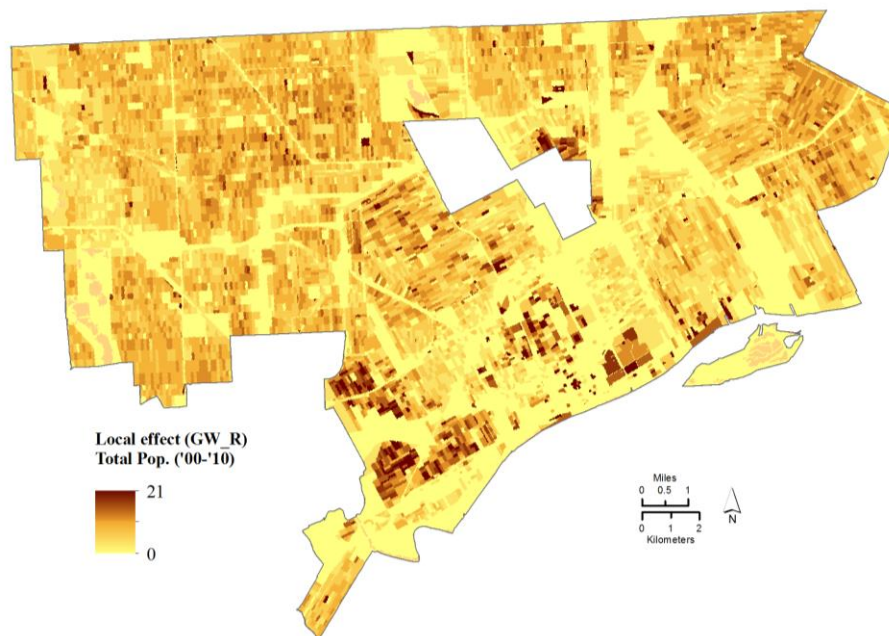 Local effect (GW_R)
Total Pop. ('00-'10)
21
0
Miles
0 0.5 1
0 1 2
Kilometers
N